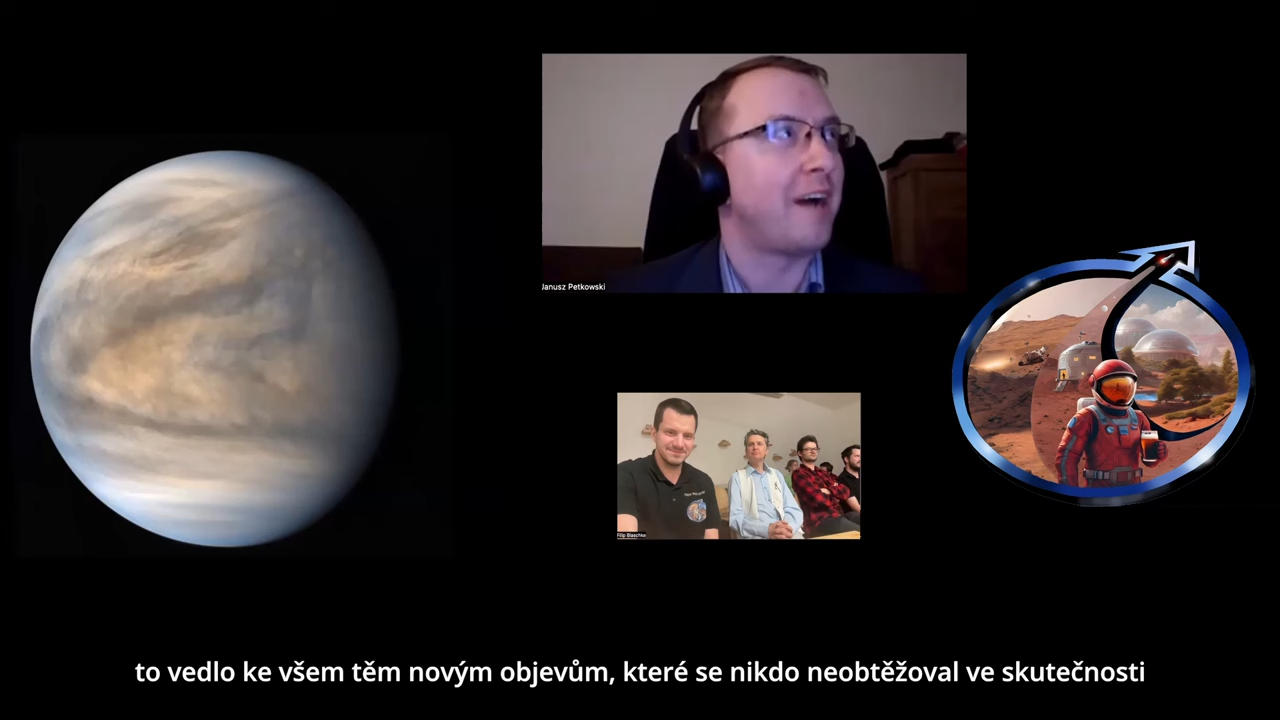 Janusz Petkowski
Filip Blaschke
to vedlo ke všem těm novým objevům, které se nikdo neobtěžoval ve skutečnosti